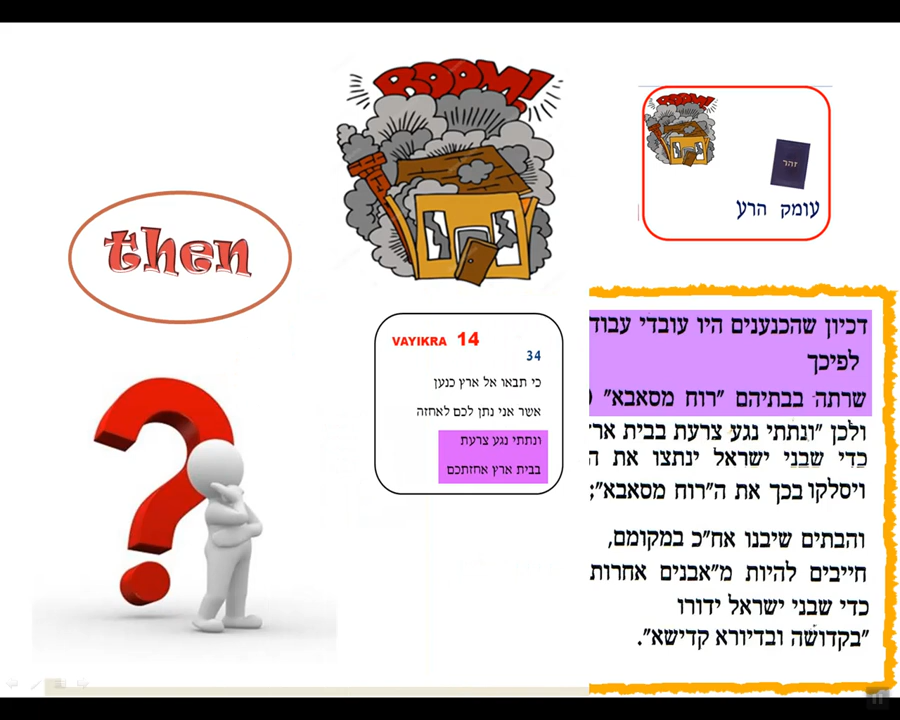 BOOM!
BOOM!
זהר
עומק הרע
then
VAYIKRA 14
34
כי תבאו אל ארץ כנען
אשר אני נתן לכם לאחזה
ונתתי נגע צרעת
בבית ארץ אחזתכם
דכיון שהכנענים היו עובדי עבוד
לפיכך
שרתה בבתיהם "רוח מסאבא"
ולכן "ונתתי נגע צרעת בבית אר
כדי שבני ישראל ינתצו את ה
ויסלקו בכך את ה"רוח מסאבא";
והבתים שיבנו אח"כ במקומם,
חייבים להיות מ"אבנים אחרות
כדי שבני ישראל ידורו
"בקדושה ובדיורא קדישא".